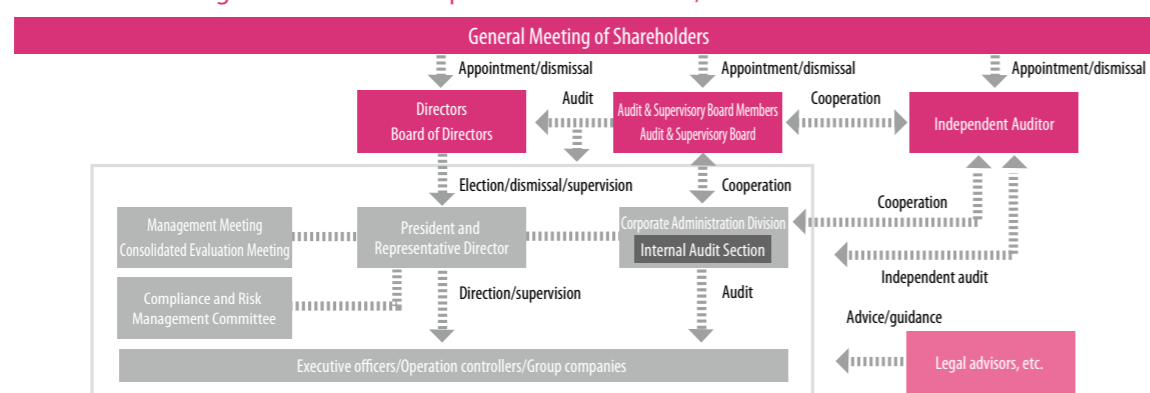 General Meeting of Shareholders
Appointment/dismissal
Appointment/dismissal
Appointment/dismissal
Directors
Board of Directors
Audit
Audit & Supervisory Board Members
Audit & Supervisory Board
Cooperation
Independent Auditor
Election/dismissal/supervision
Cooperation
Cooperation
Management Meeting
Consolidated Evaluation Meeting
President and
Representative Director
Corporate Administration Division
Internal Audit Section
Independent audit
Compliance and Risk
Management Committee
Direction/supervision
Audit
Advice/guidance
Executive officers/Operation controllers/Group companies
Legal advisors, etc.